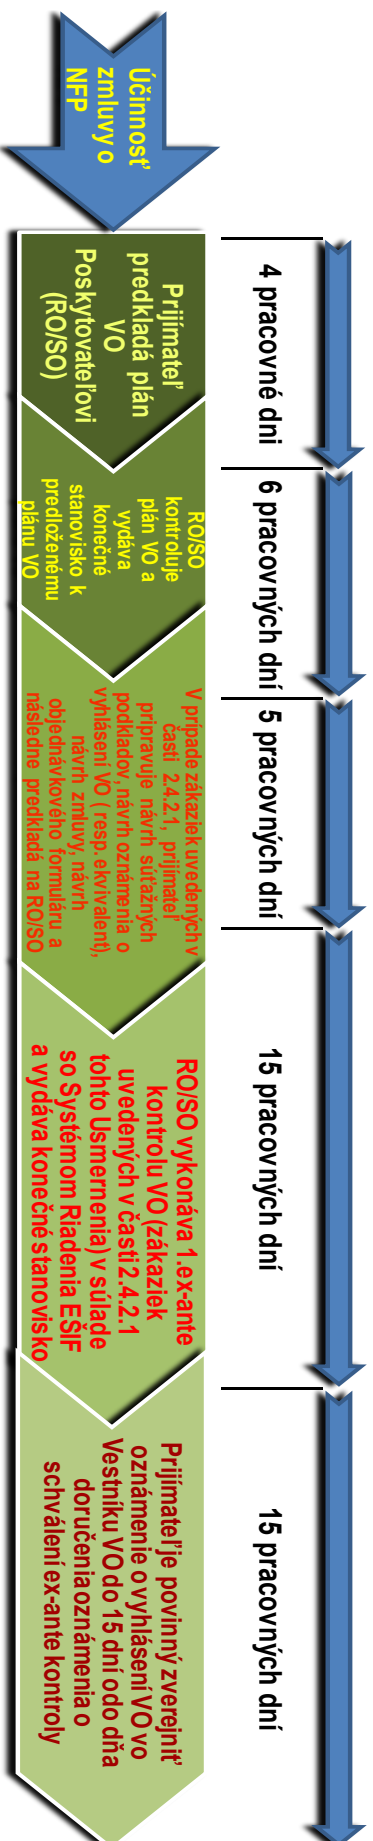 Účinnosť
zmluvy o
NFP
4 pracovné dni
6 pracovných dní
5 pracovných dní
15 pracovných dní
15 pracovných dní
Prijímateľ
predkladá plán
VO
Poskytovateľovi
(RO/SO)
RO/SO
kontroluje
plán VO a
vydáva
konečné
stanovisko k
predloženému
plánu VO
V prípade zákaziek uvedených v
časti 2.4.2.1, prijímateľ
pripravuje návrh súťažných
podkladov, návrh oznámenia o
vyhlásení VO ( resp. ekvivalent),
návrh zmluvy, návrh
objednávkového formuláru a
následne predkladá na RO/SO
RO/SO vykonáva 1.ex-ante
kontrolu VO (zákaziek
uvedených v časti 2.4.2.1
tohto Usmernenia) v súlade
so Systémom Riadenia EŠIF
a vydáva konečné stanovisko
Prijímateľ je povinný zverejniť
oznámenie o vyhlásení VO vo
Vestníku VO do 15 dní odo dňa
doručenia oznámenia o
schválení ex-ante kontroly